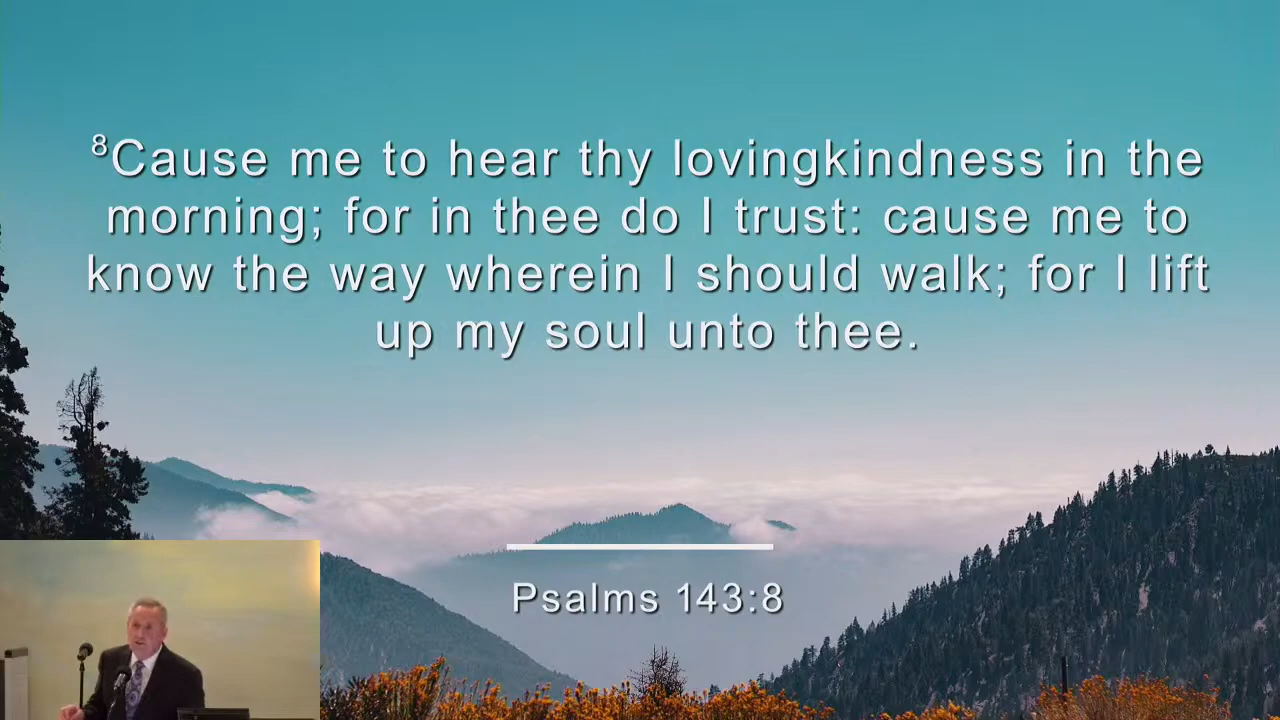 ⁸Cause me to hear thy lovingkindness in the
morning; for in thee do I trust: cause me to
know the way wherein I should walk; for I lift
up my soul unto thee.
Psalms 143:8